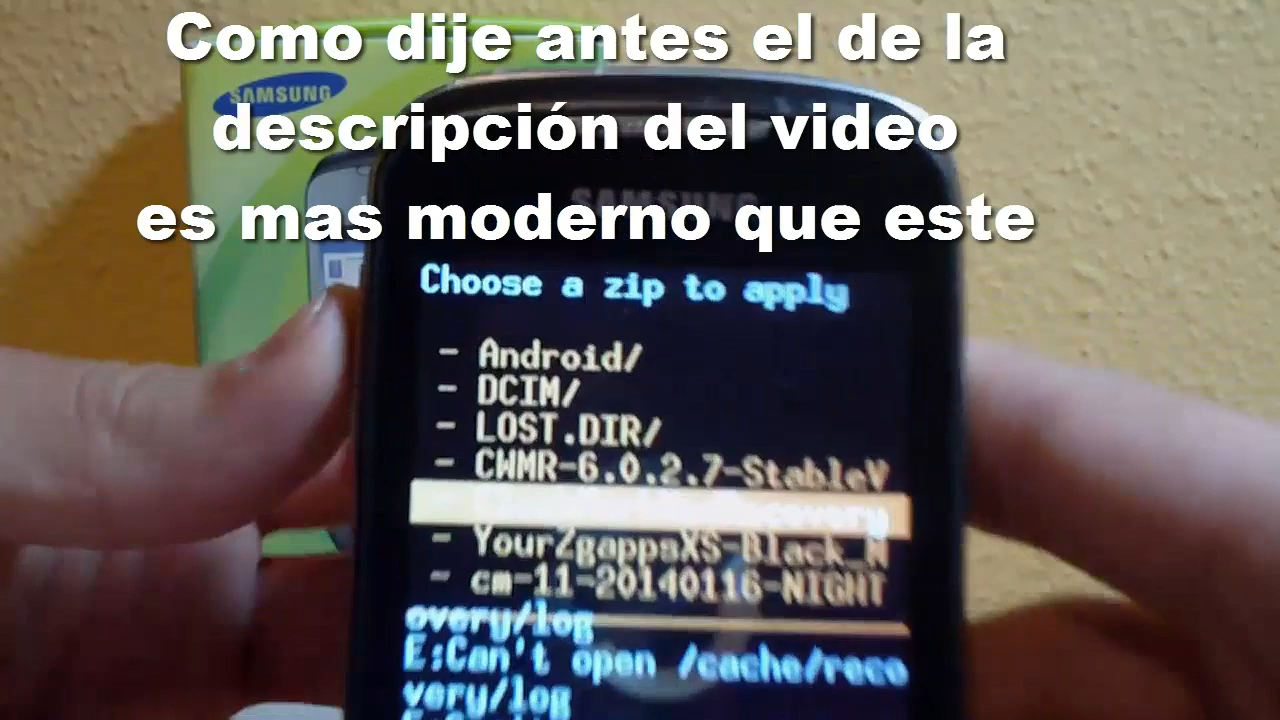 Como dije antes el de la
descripción del video
es mas moderno que este
SAMSUNG
SAMSUNG
Choose a zip to apply
- Android/
- DCIM/
- LOST.DIR/
- CWMR-6.0.2.7-StableV
- YourZgappsXS-Black_M
- cm-11-20140116-NIGHT
overy/log
E:Can't open /cache/reco
very/log